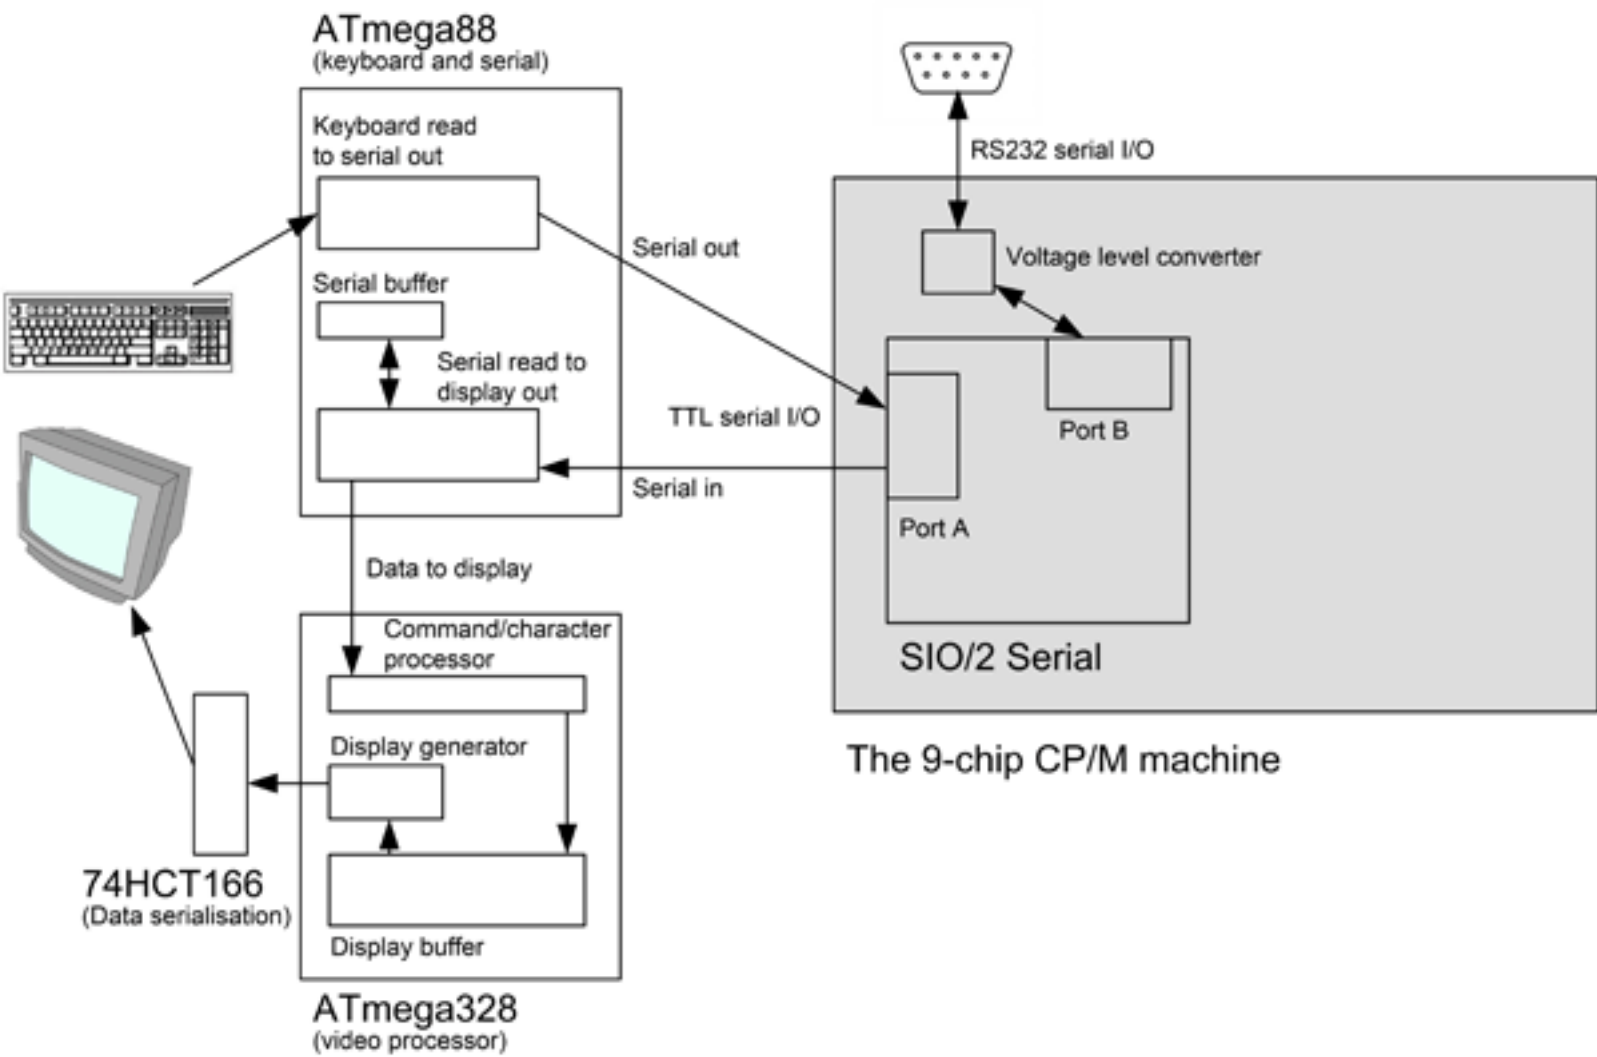 ATmega88
(keyboard and serial)
Keyboard read
to serial out
RS232 serial I/O
Serial out
Voltage level converter
Serial buffer
Serial read to
display out
TTL serial I/O
Port B
Serial in
Port A
Data to display
SIO/2 Serial
The 9-chip CP/M machine
Command/character
processor
Display generator
74HCT166
(Data serialisation)
Display buffer
ATmega328
(video processor)